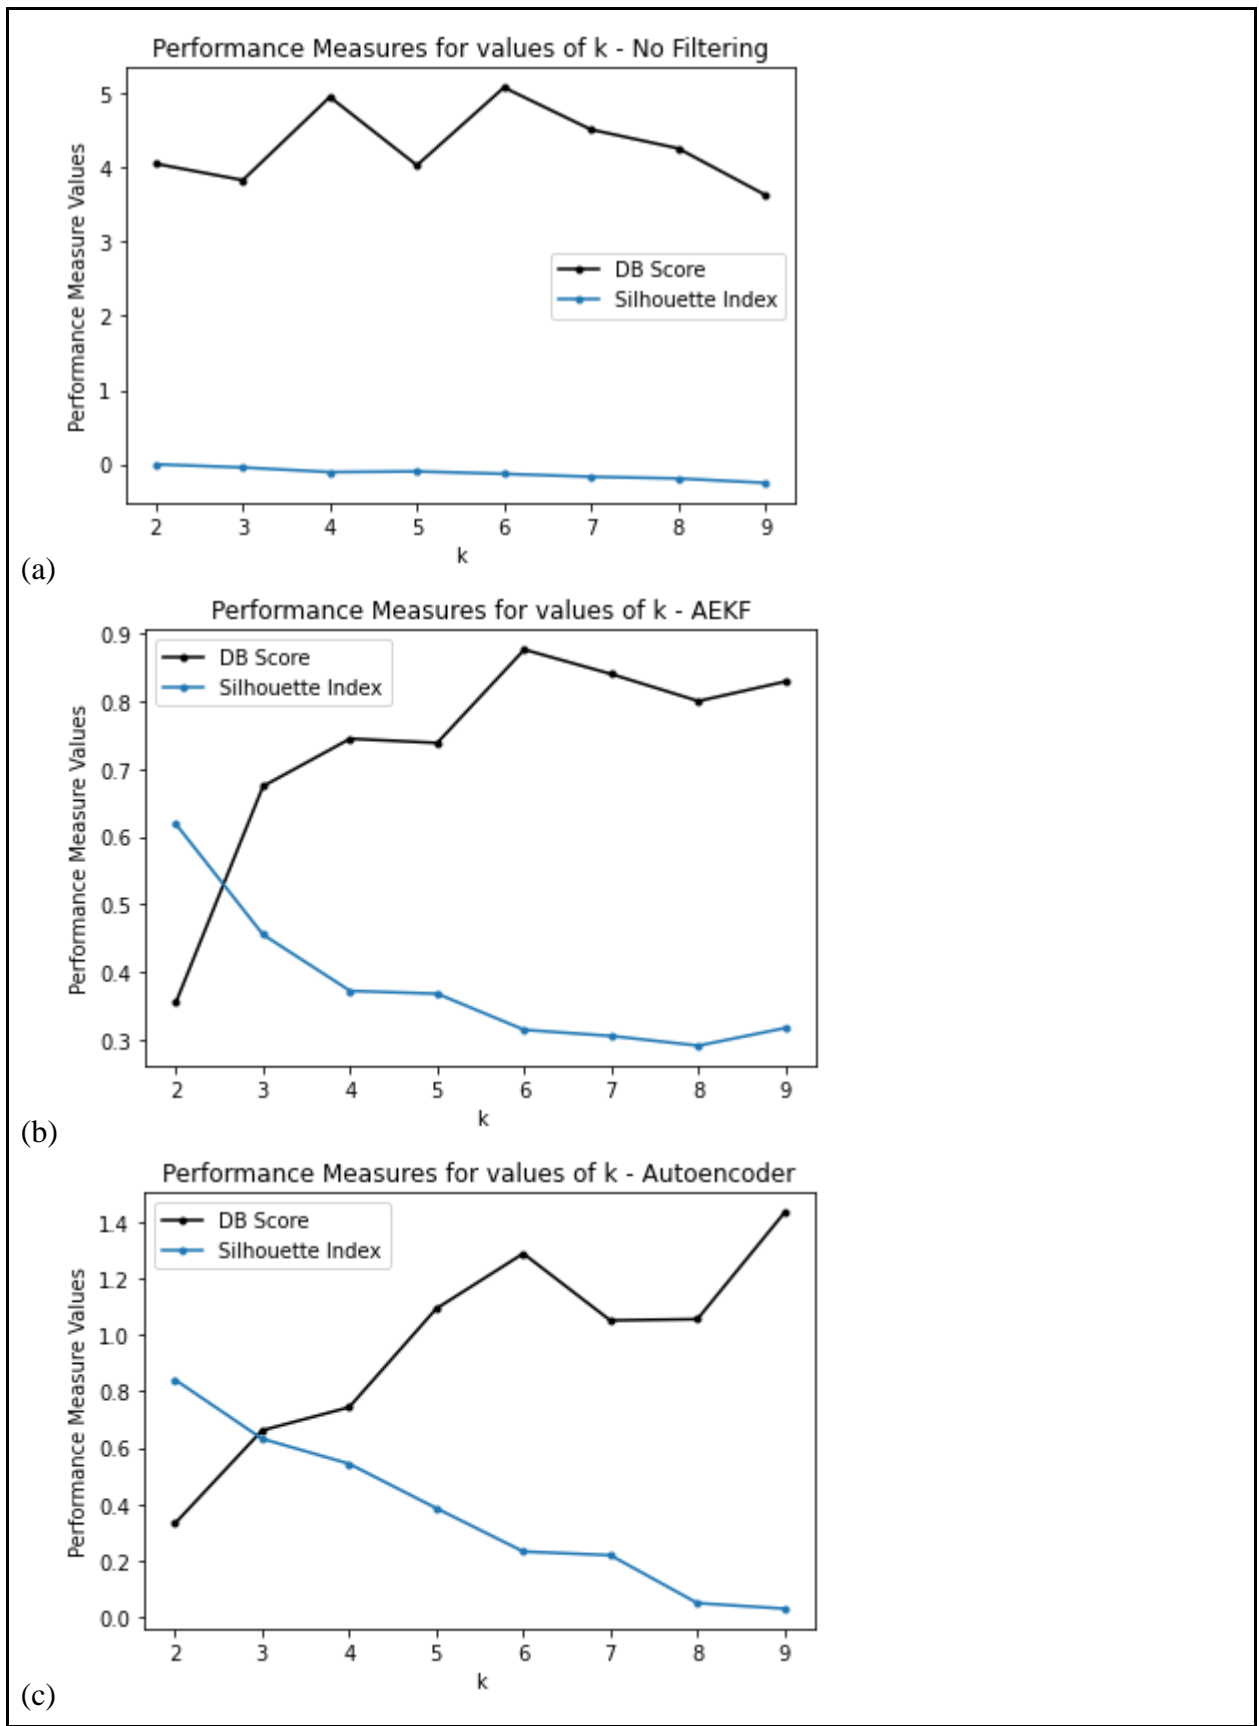 Performance Measures for values of k - No Filtering
Performance Measure Values
5
4
3
2
1
0
DB Score
Silhouette Index
2 3 4 5 6 7 8 9
k
(a)
Performance Measures for values of k - AEKF
Performance Measure Values
0.9
0.8
0.7
0.6
0.5
0.4
0.3
DB Score
Silhouette Index
2 3 4 5 6 7 8 9
k
(b)
Performance Measures for values of k - Autoencoder
Performance Measure Values
1.4
1.2
1.0
0.8
0.6
0.4
0.2
0.0
DB Score
Silhouette Index
2 3 4 5 6 7 8 9
k
(c)